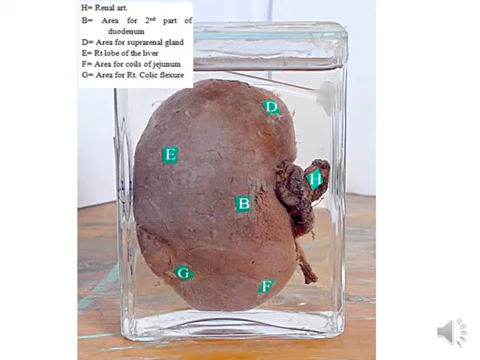 H= Renal art.
B= Area for 2nd part of
duodenum
D= Area for suprarenal gland
E= Rt lobe of the liver
F= Area for coils of jejunum
G= Area for Rt. Colic flexure
D
E
H
B
G
F